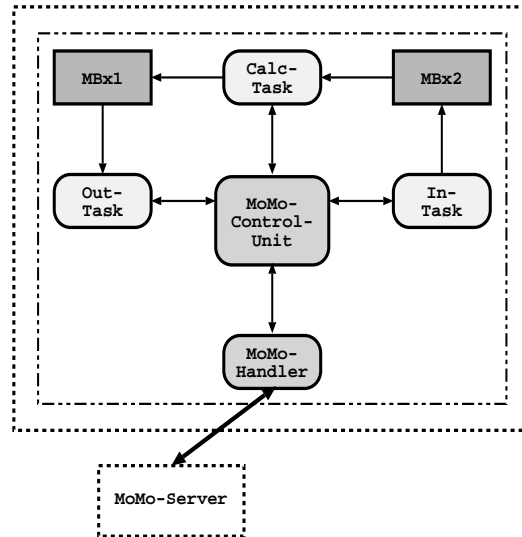 MBx1
Calc-
Task
MBx2
Out-
Task
MoMo-
Control-
Unit
In-
Task
MoMo-
Handler
MoMo-Server